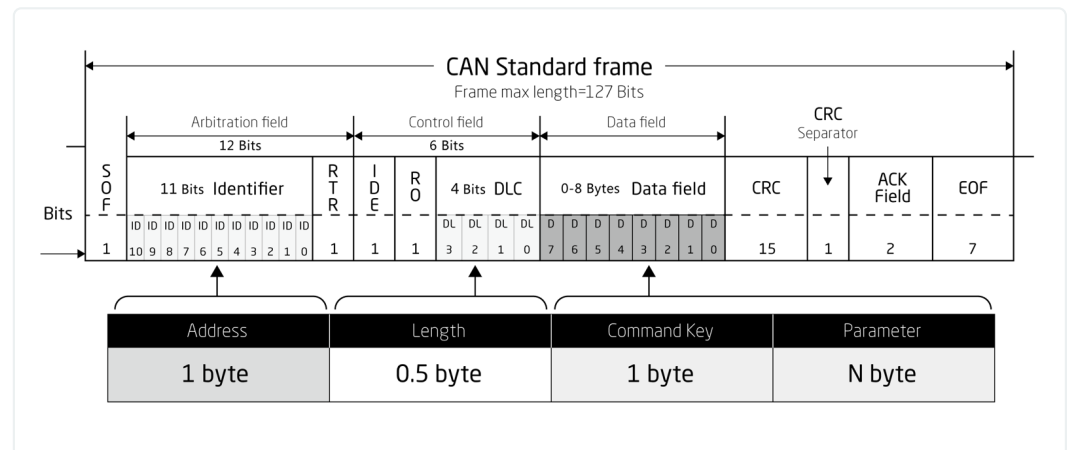 CAN Standard frame
Frame max length=127 Bits
Arbitration field
12 Bits
Control field
6 Bits
Data field
CRC
Separator
SOF
11 Bits Identifier
RTR
IDE
RO
4 Bits DLC
0-8 Bytes Data field
CRC
ACK
Field
EOF
Bits
ID ID ID ID ID ID ID ID ID ID ID
DL DL DL DL
D D D D D D D D
1
10 9 8 7 6 5 4 3 2 1 0
1
1
1
3 2 1 0
7 6 5 4 3 2 1 0
15
1
2
7
Address
Length
Command Key
Parameter
1 byte
0.5 byte
1 byte
N byte